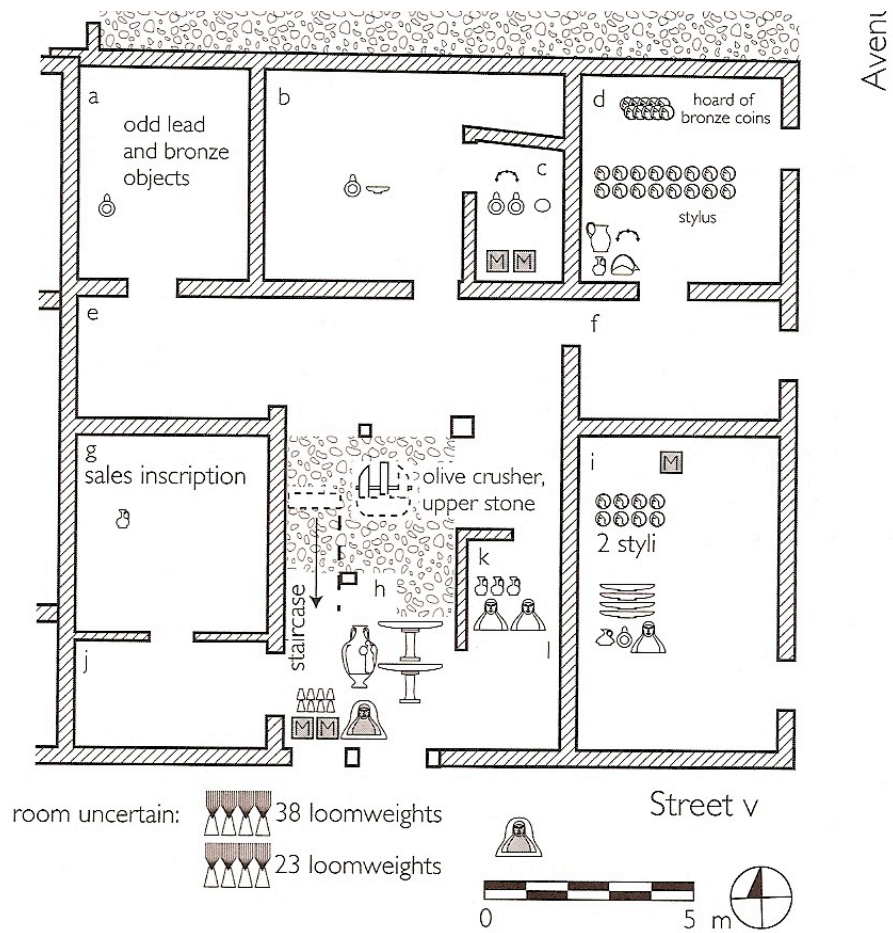 Avenu
a
odd lead
and bronze
objects
b
c
M M
d
hoard of
bronze coins
stylus
e
f
g
sales inscription
olive crusher,
upper stone
staircase
h
M M
i
M
2 styli
j
k
l
room uncertain:
38 loomweights
23 loomweights
Street v
0 5 m